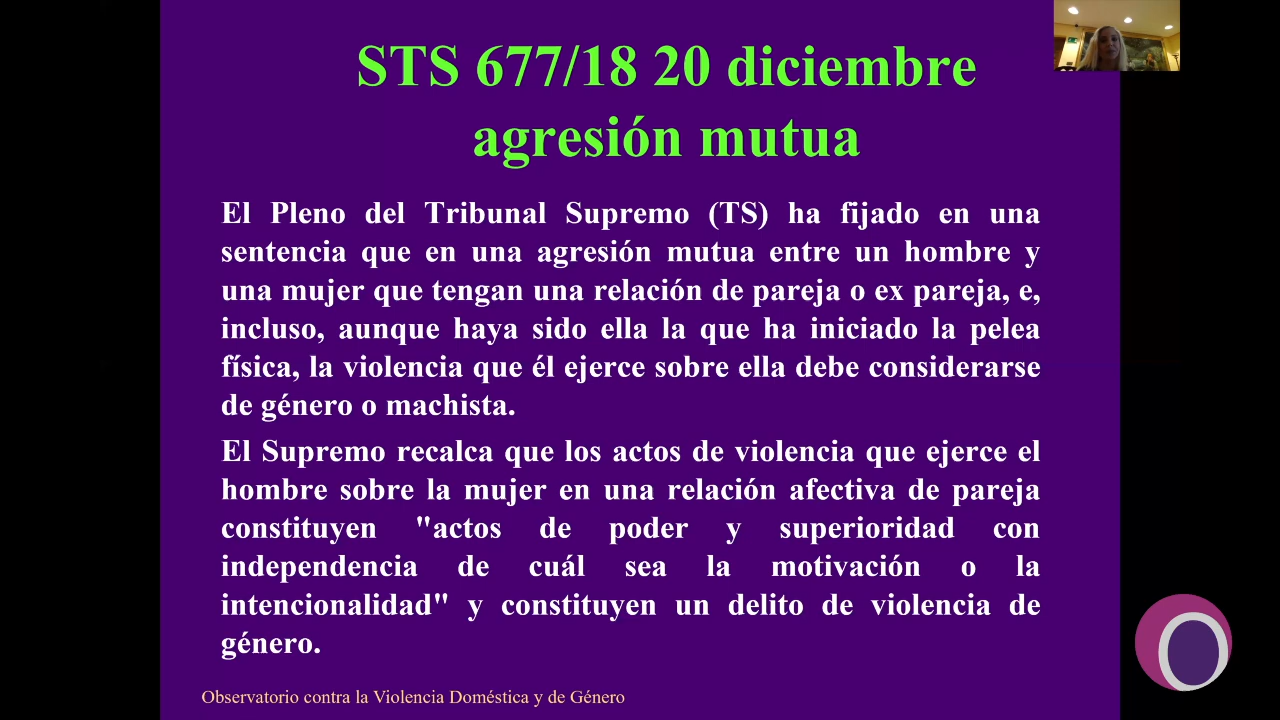 STS 677/18 20 diciembre
agresión mutua
El Pleno del Tribunal Supremo (TS) ha fijado en una
sentencia que en una agresión mutua entre un hombre y
una mujer que tengan una relación de pareja o ex pareja, e,
incluso, aunque haya sido ella la que ha iniciado la pelea
física, la violencia que él ejerce sobre ella debe considerarse
de género o machista.
El Supremo recalca que los actos de violencia que ejerce el
hombre sobre la mujer en una relación afectiva de pareja
constituyen "actos de poder y superioridad con
independencia de cuál sea la motivación o la
intencionalidad" y constituyen un delito de violencia de
género.
Observatorio contra la Violencia Doméstica y de Género